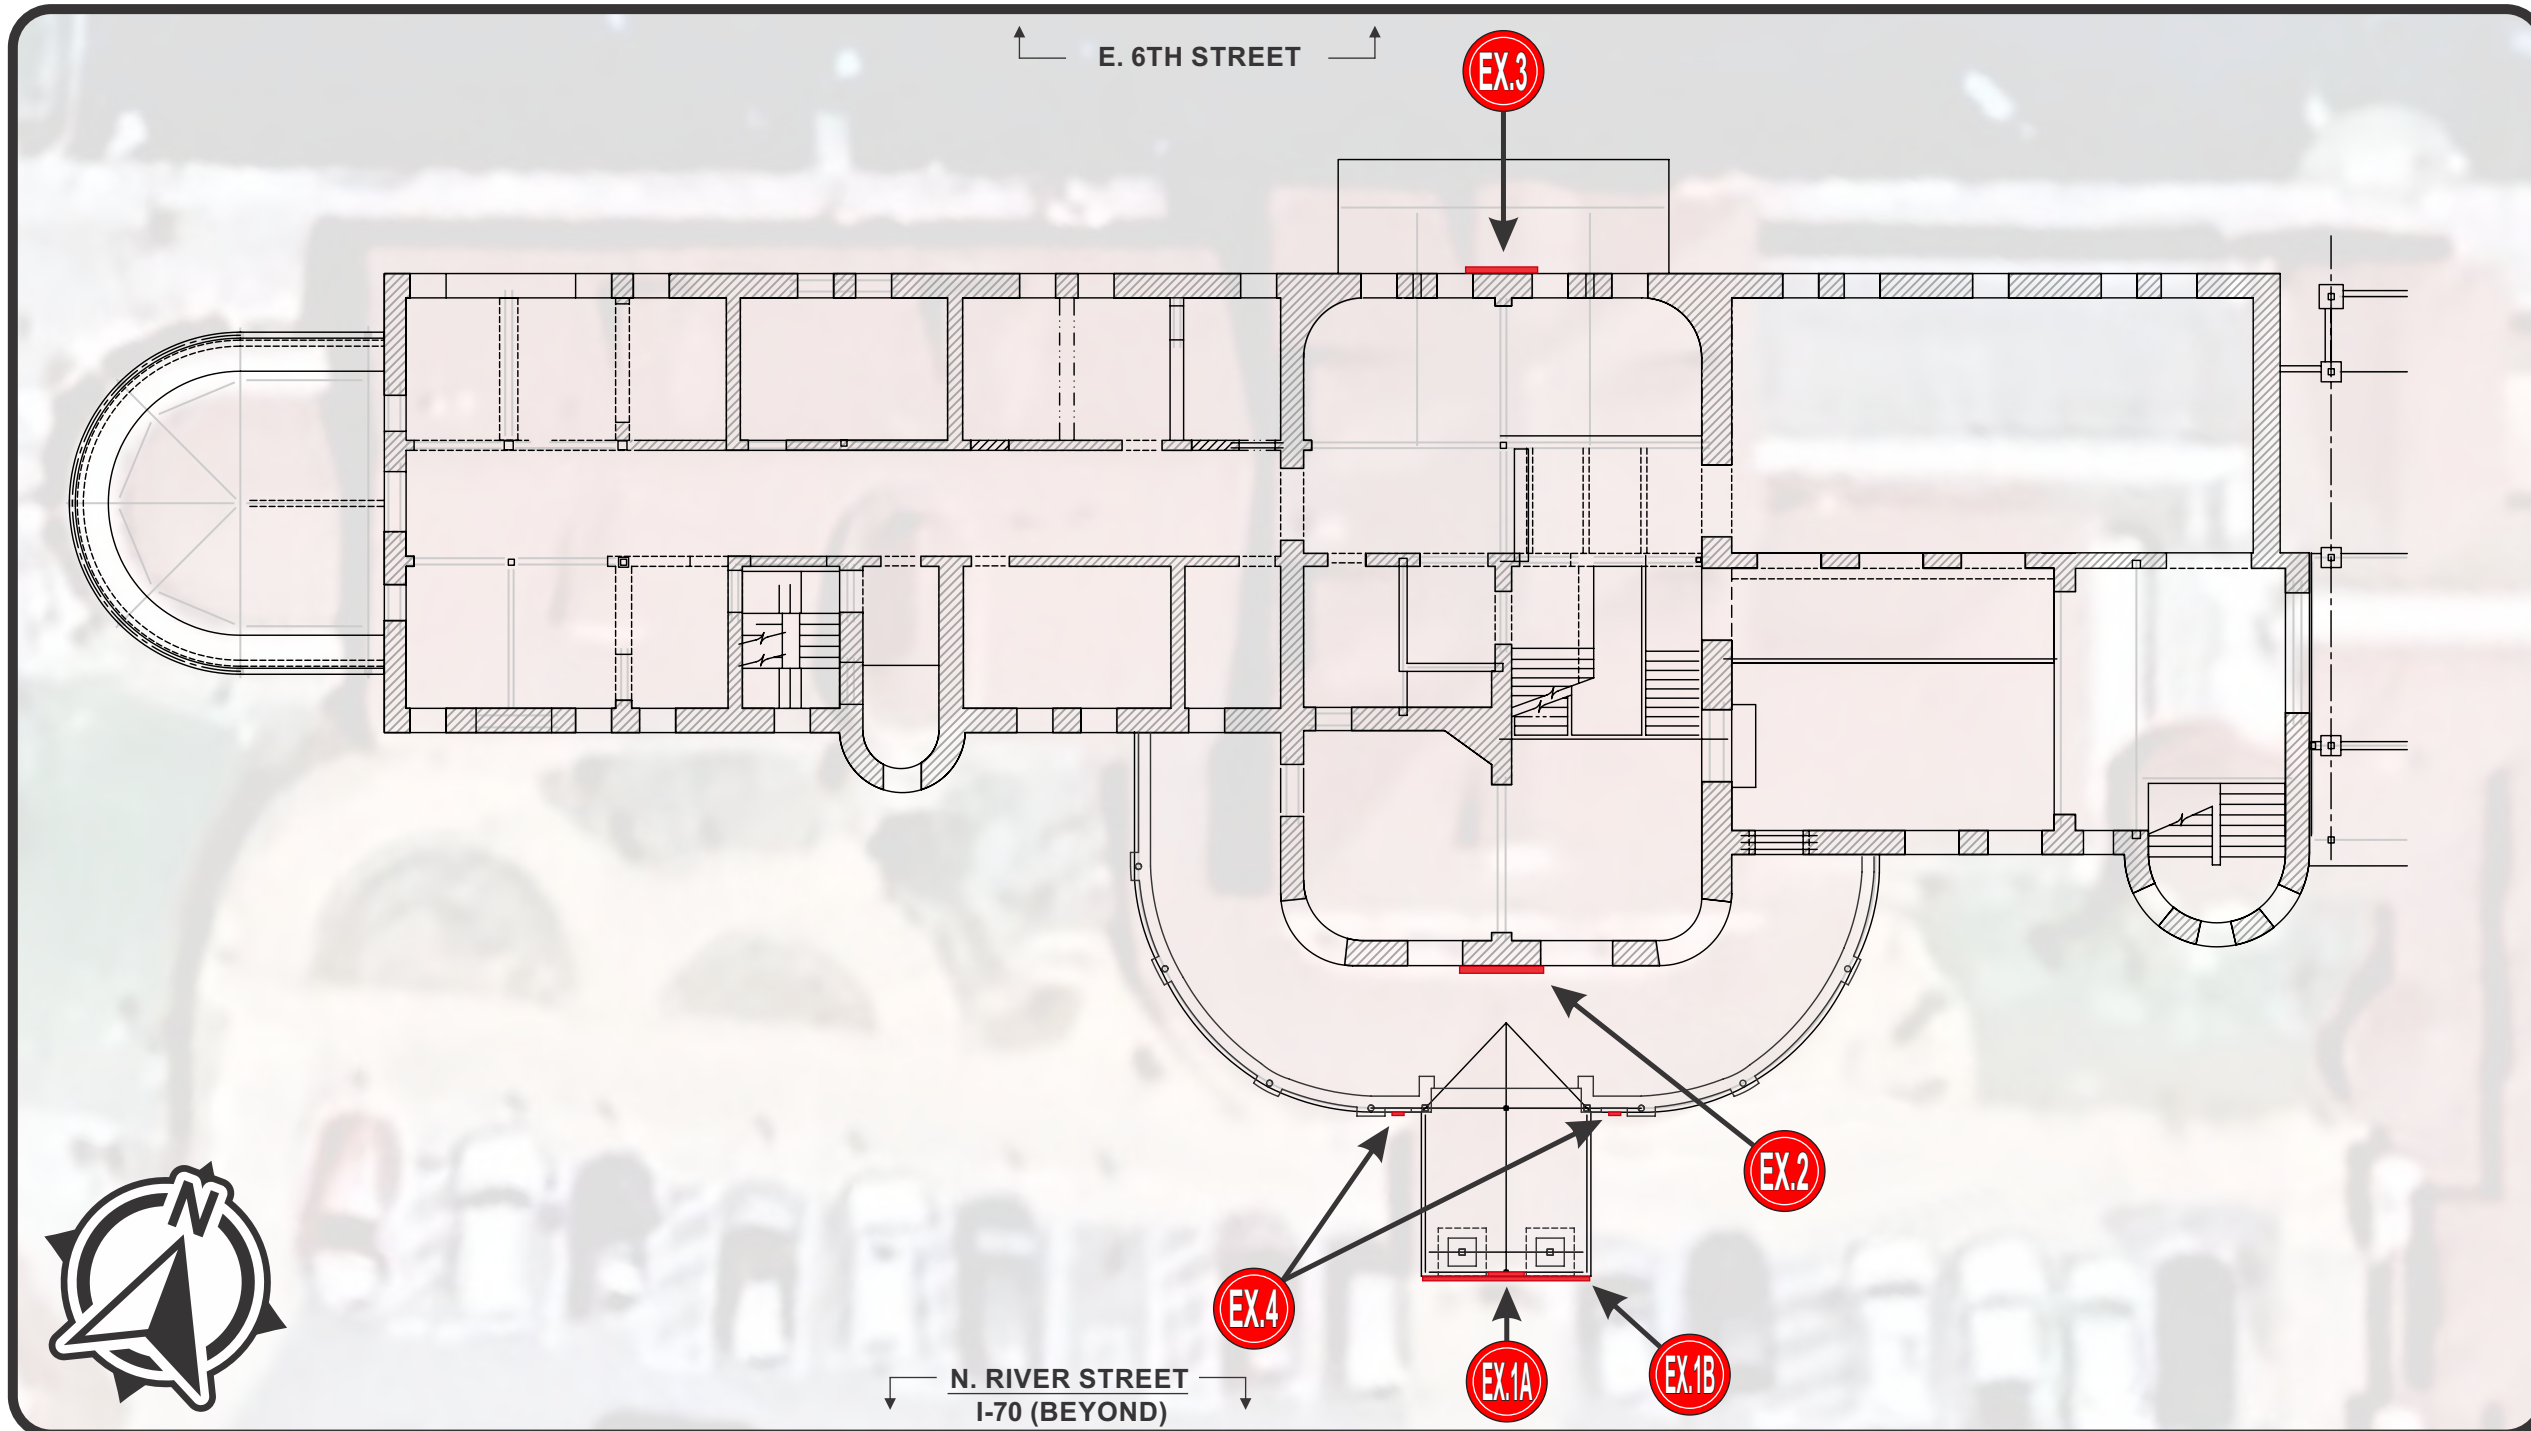 E. 6TH STREET
EX.3
EX.2
EX.4
EX.1A
EX.1B
N
N. RIVER STREET
I-70 (BEYOND)